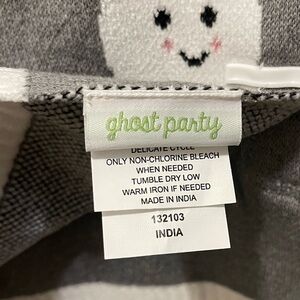 ghost party
DELICATE CYCLE
ONLY NON-CHLORINE BLEACH
WHEN NEEDED
TUMBLE DRY LOW
WARM IRON IF NEEDED
MADE IN INDIA
132103
INDIA